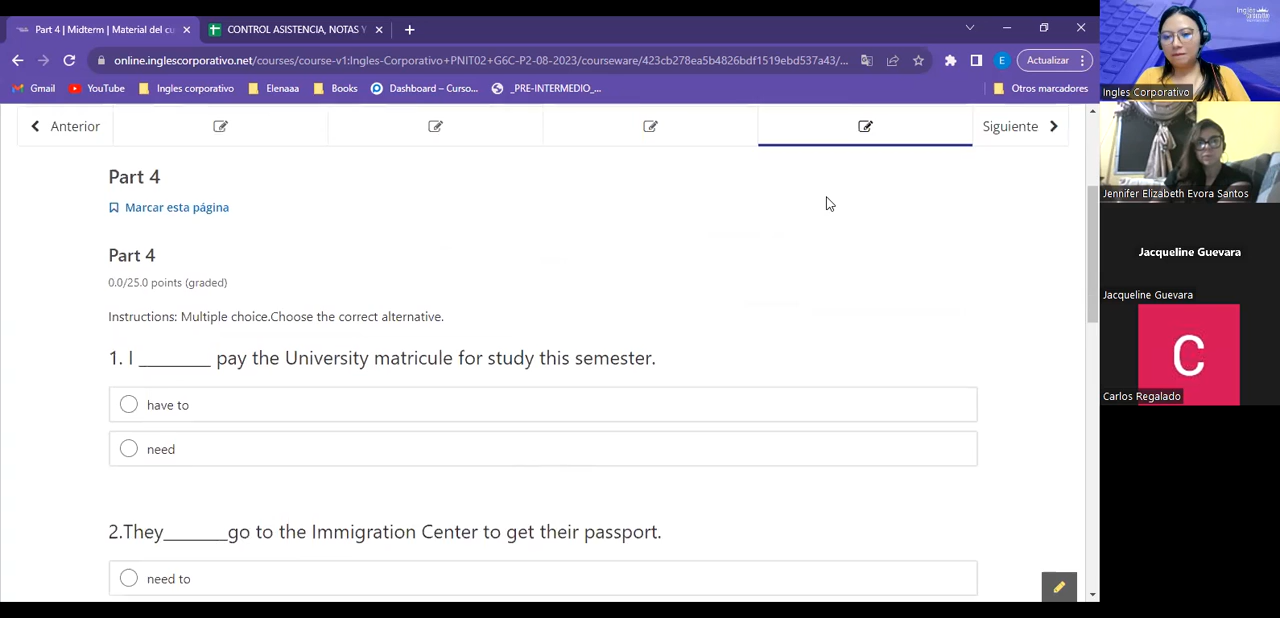 Part 4 | Midterm | Material del cu
CONTROL ASISTENCIA, NOTAS Y
online.inglescorporativo.net/courses/course-v1:Ingles-Corporativo+PNIT02+G6C-P2-08-2023/courseware/423cb278ea5b4826bdf1519ebd537a43/...
E
Actualizar
Gmail
YouTube
Ingles corporativo
Elenaaa
Books
Dashboard – Curso...
_PRE-INTERMEDIO_...
Otros marcadores
Anterior
Siguiente
Part 4
Marcar esta página
Part 4
0.0/25.0 points (graded)
Instructions: Multiple choice.Choose the correct alternative.
1. I ________ pay the University matricule for study this semester.
have to
need
2.They_______go to the Immigration Center to get their passport.
need to
Ingles Corporativo
Jennifer Elizabeth Evora Santos
Jacqueline Guevara
Jacqueline Guevara
C
Carlos Regalado